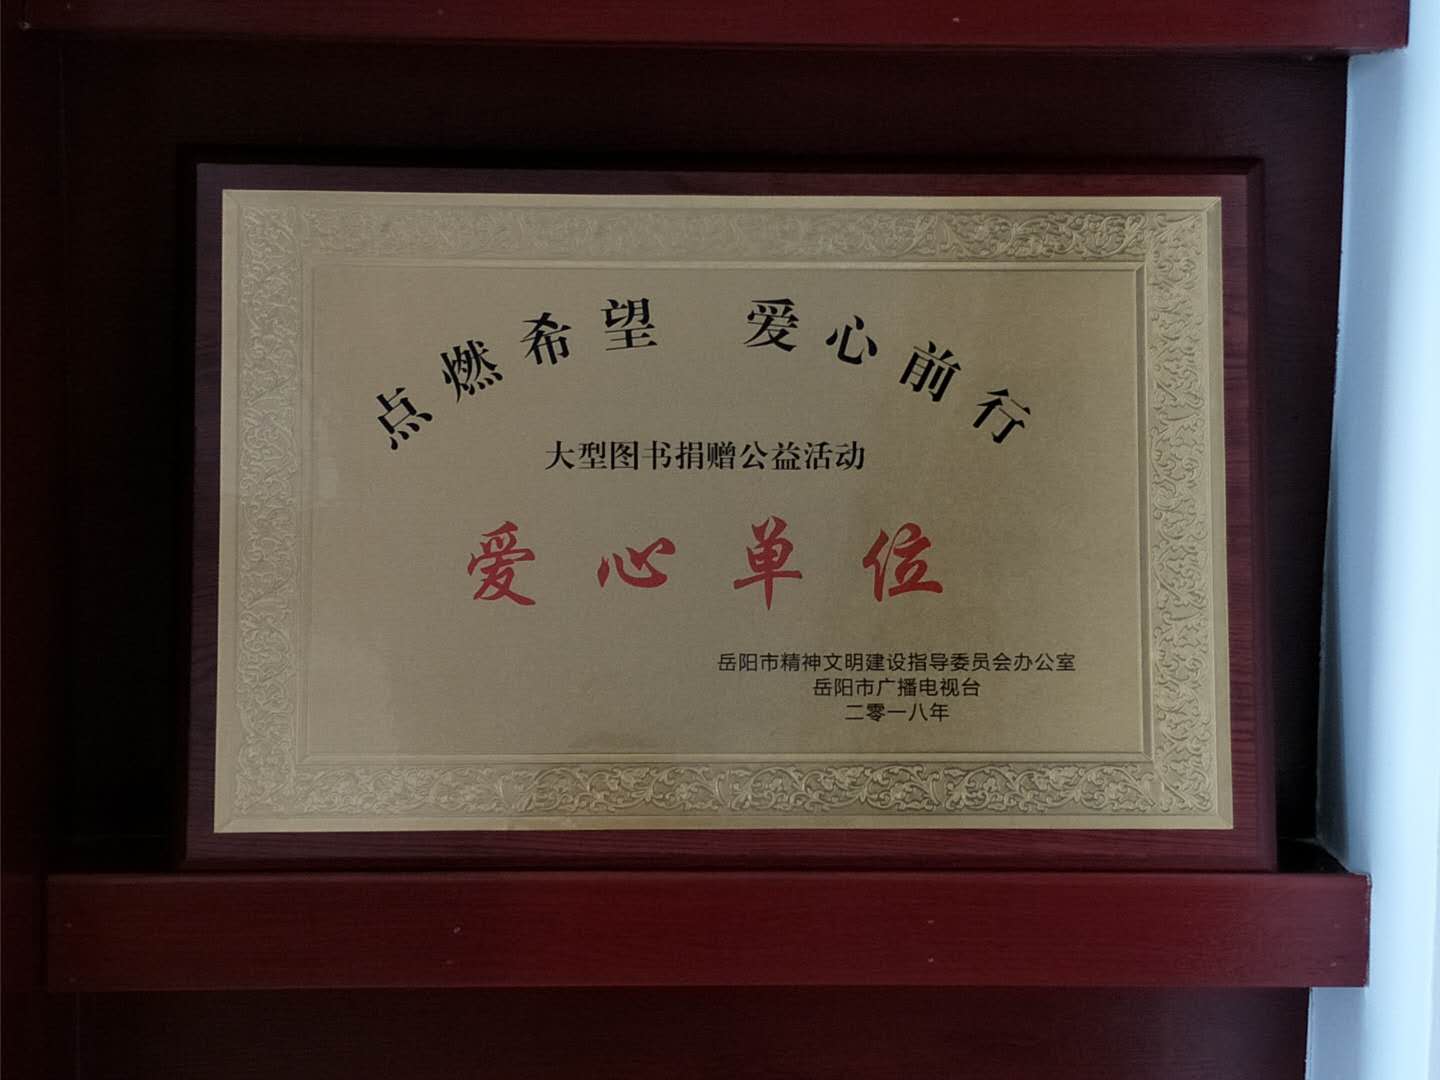 点燃希望 爱心前行
大型图书捐赠公益活动
爱心单位
岳阳市精神文明建设指导委员会办公室
岳阳市广播电视台
二零一八年